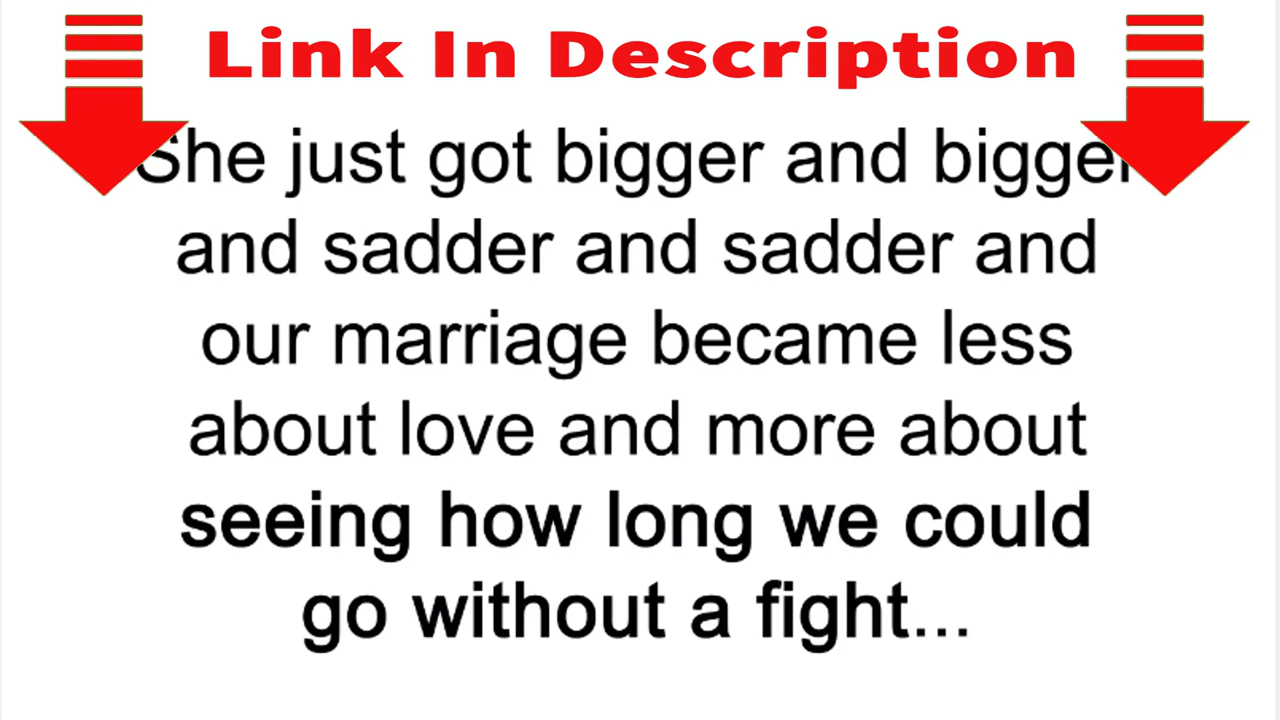 Link In Description
She just got bigger and bigger
and sadder and sadder and
our marriage became less
about love and more about
seeing how long we could
go without a fight...